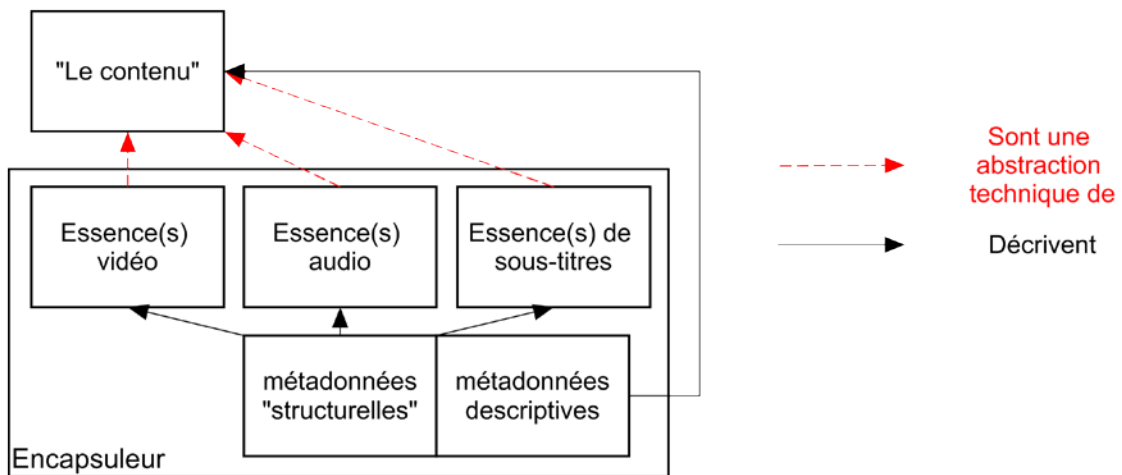 "Le contenu"
Sont une
abstraction
technique de
Décrivent
Essence(s)
vidéo
Essence(s)
audio
Essence(s) de
sous-titres
métadonnées
"structurelles"
métadonnées
descriptives
Encapsuleur